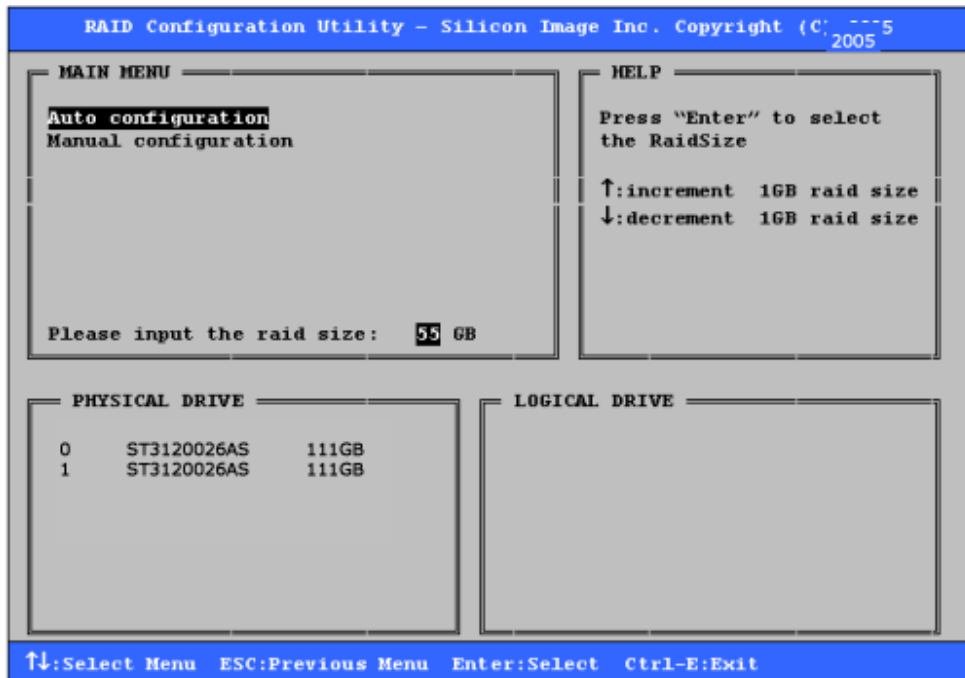 RAID Configuration Utility – Silicon Image Inc. Copyright (C) 2005
MAIN MENU
Auto configuration
Manual configuration
Please input the raid size: 55 GB
HELP
Press “Enter” to select
the RaidSize
↑:increment 1GB raid size
↓:decrement 1GB raid size
PHYSICAL DRIVE
0 ST3120026AS 111GB
1 ST3120026AS 111GB
LOGICAL DRIVE
↑↓:Select Menu ESC:Previous Menu Enter:Select Ctrl-E:Exit